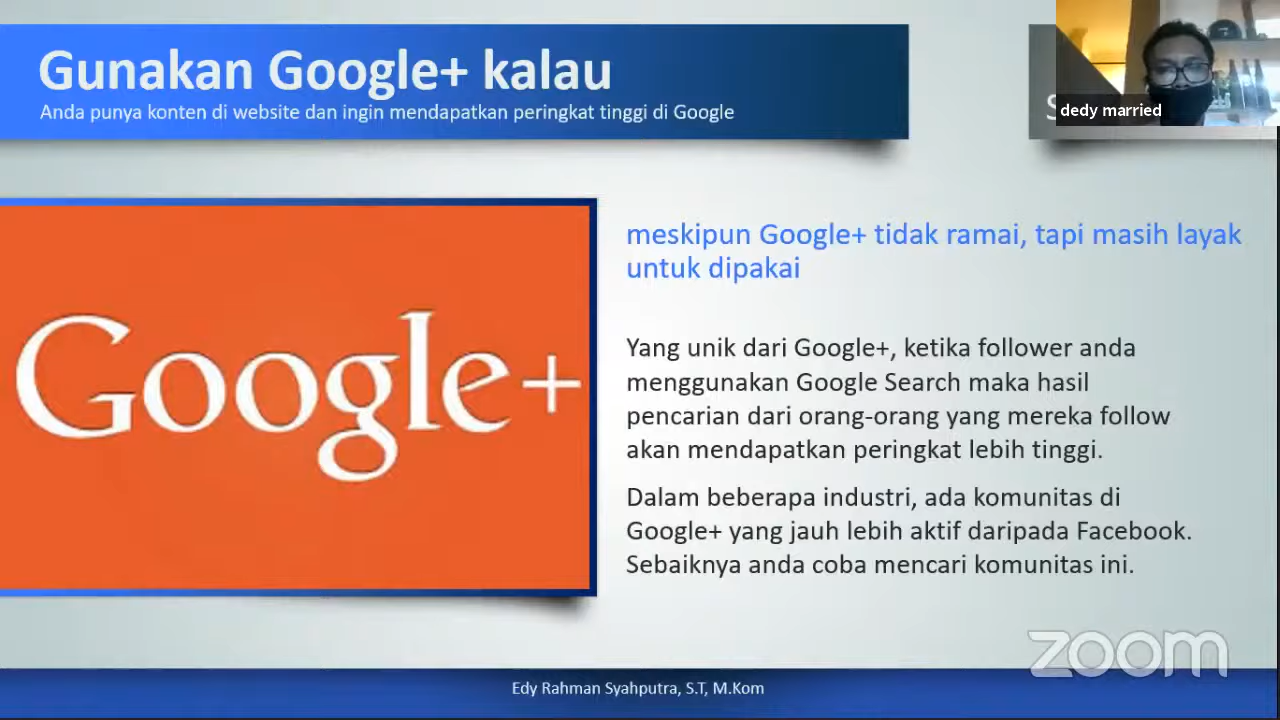 Gunakan Google+ kalau
Anda punya konten di website dan ingin mendapatkan peringkat tinggi di Google
dedy married
Google+
meskipun Google+ tidak ramai, tapi masih layak
untuk dipakai
Yang unik dari Google+, ketika follower anda
menggunakan Google Search maka hasil
pencarian dari orang-orang yang mereka follow
akan mendapatkan peringkat lebih tinggi.
Dalam beberapa industri, ada komunitas di
Google+ yang jauh lebih aktif daripada Facebook.
Sebaiknya anda coba mencari komunitas ini.
zoom
Edy Rahman Syahputra, S.T, M.Kom